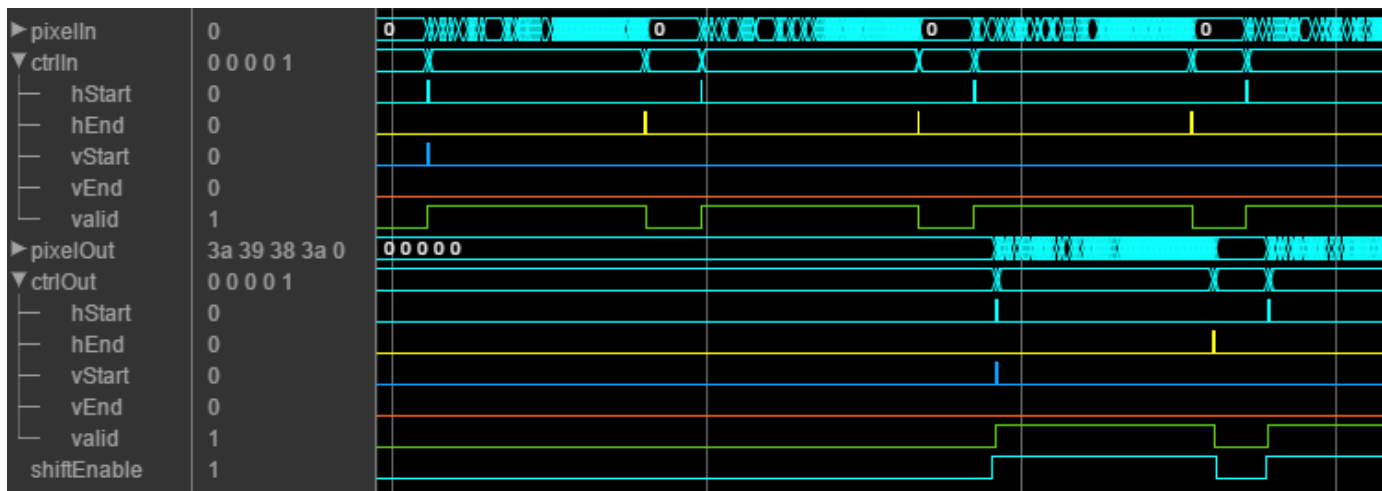 pixelIn 0 0 0 0 0
ctrlIn 0 0 0 0 1
hStart 0
hEnd 0
vStart 0
vEnd 0
valid 1
pixelOut 3a 39 38 3a 0 0 0 0 0 0
ctrlOut 0 0 0 0 1
hStart 0
hEnd 0
vStart 0
vEnd 0
valid 1
shiftEnable 1